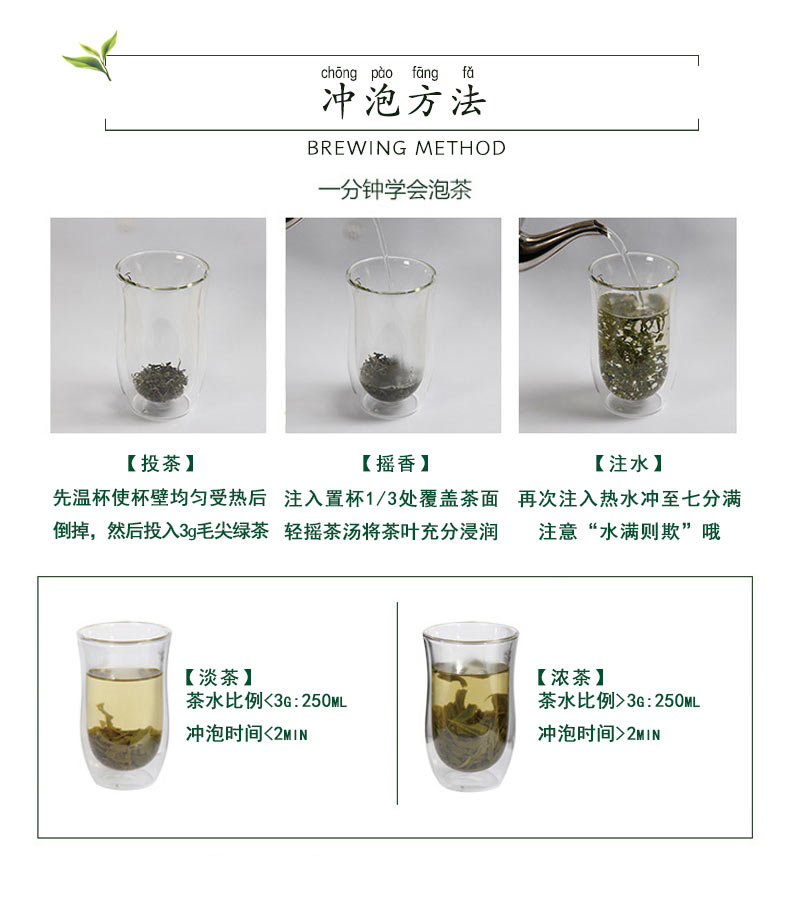 chōng pào fāng fǎ
冲泡方法
BREWING METHOD
一分钟学会泡茶
【投茶】
先温杯使杯壁均匀受热后
倒掉，然后投入3g毛尖绿茶
【摇香】
注入置杯1/3处覆盖茶面
轻摇茶汤将茶叶充分浸润
【注水】
再次注入热水冲至七分满
注意“水满则欺”哦
【淡茶】
茶水比例<3G:250ML
冲泡时间<2MIN
【浓茶】
茶水比例>3G:250ML
冲泡时间>2MIN